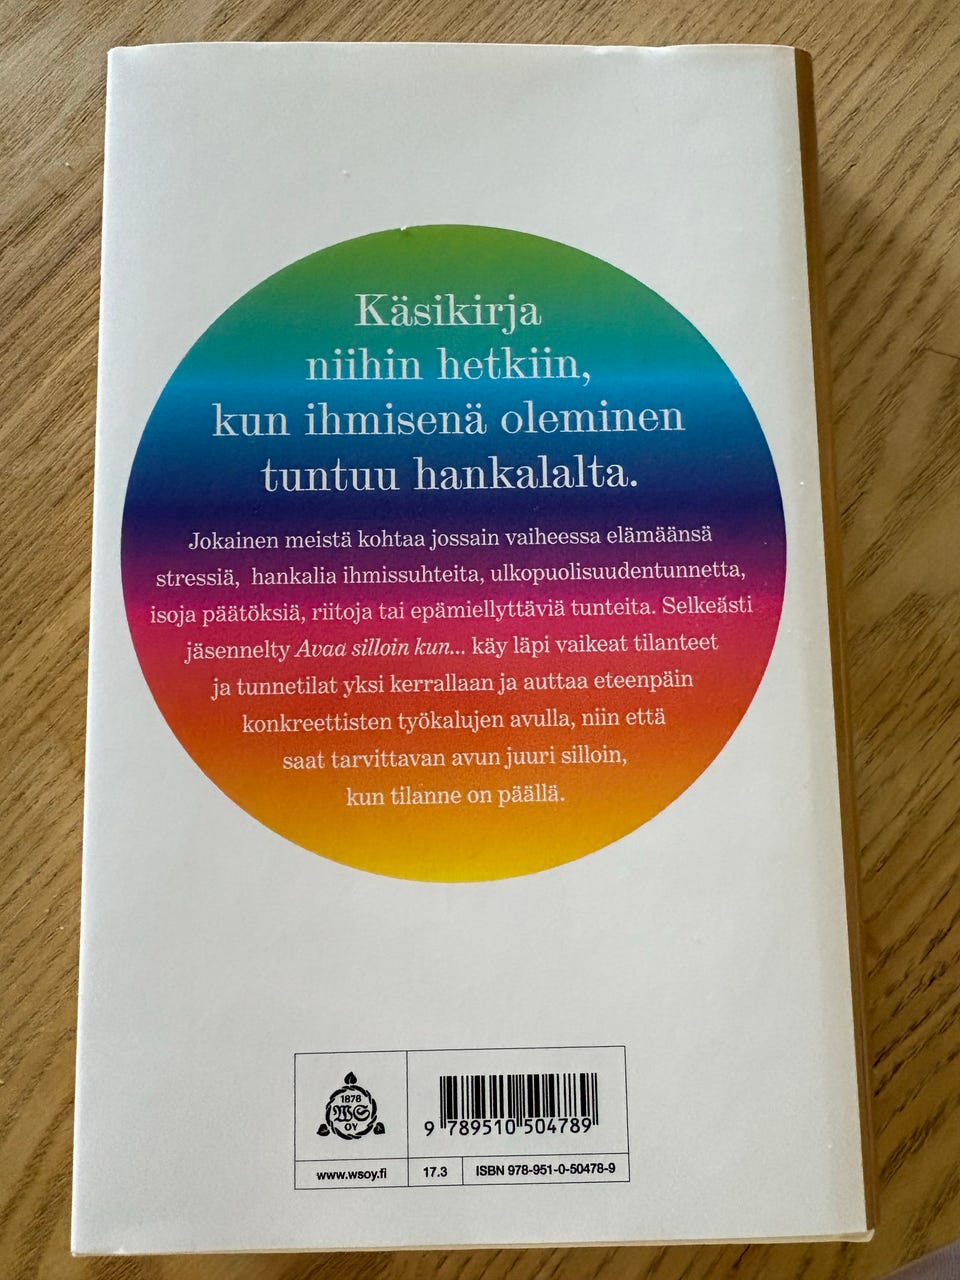 Käsikirja
niihin hetkiin,
kun ihmisenä oleminen
tuntuu hankalalta.
Jokainen meistä kohtaa jossain vaiheessa elämäänsä
stressiä, hankalia ihmissuhteita, ulkopuolisuudentunnetta,
isoja päätöksiä, riitoja tai epämiellyttäviä tunteita. Selkeästi
jäsennelty Avaa silloin kun... käy läpi vaikeat tilanteet
ja tunnetilat yksi kerrallaan ja auttaa eteenpäin
konkreettisten työkalujen avulla, niin että
saat tarvittavan avun juuri silloin,
kun tilanne on päällä.
1878
WS
OY
9 789510 504789
www.wsoy.fi
17.3
ISBN 978-951-0-50478-9